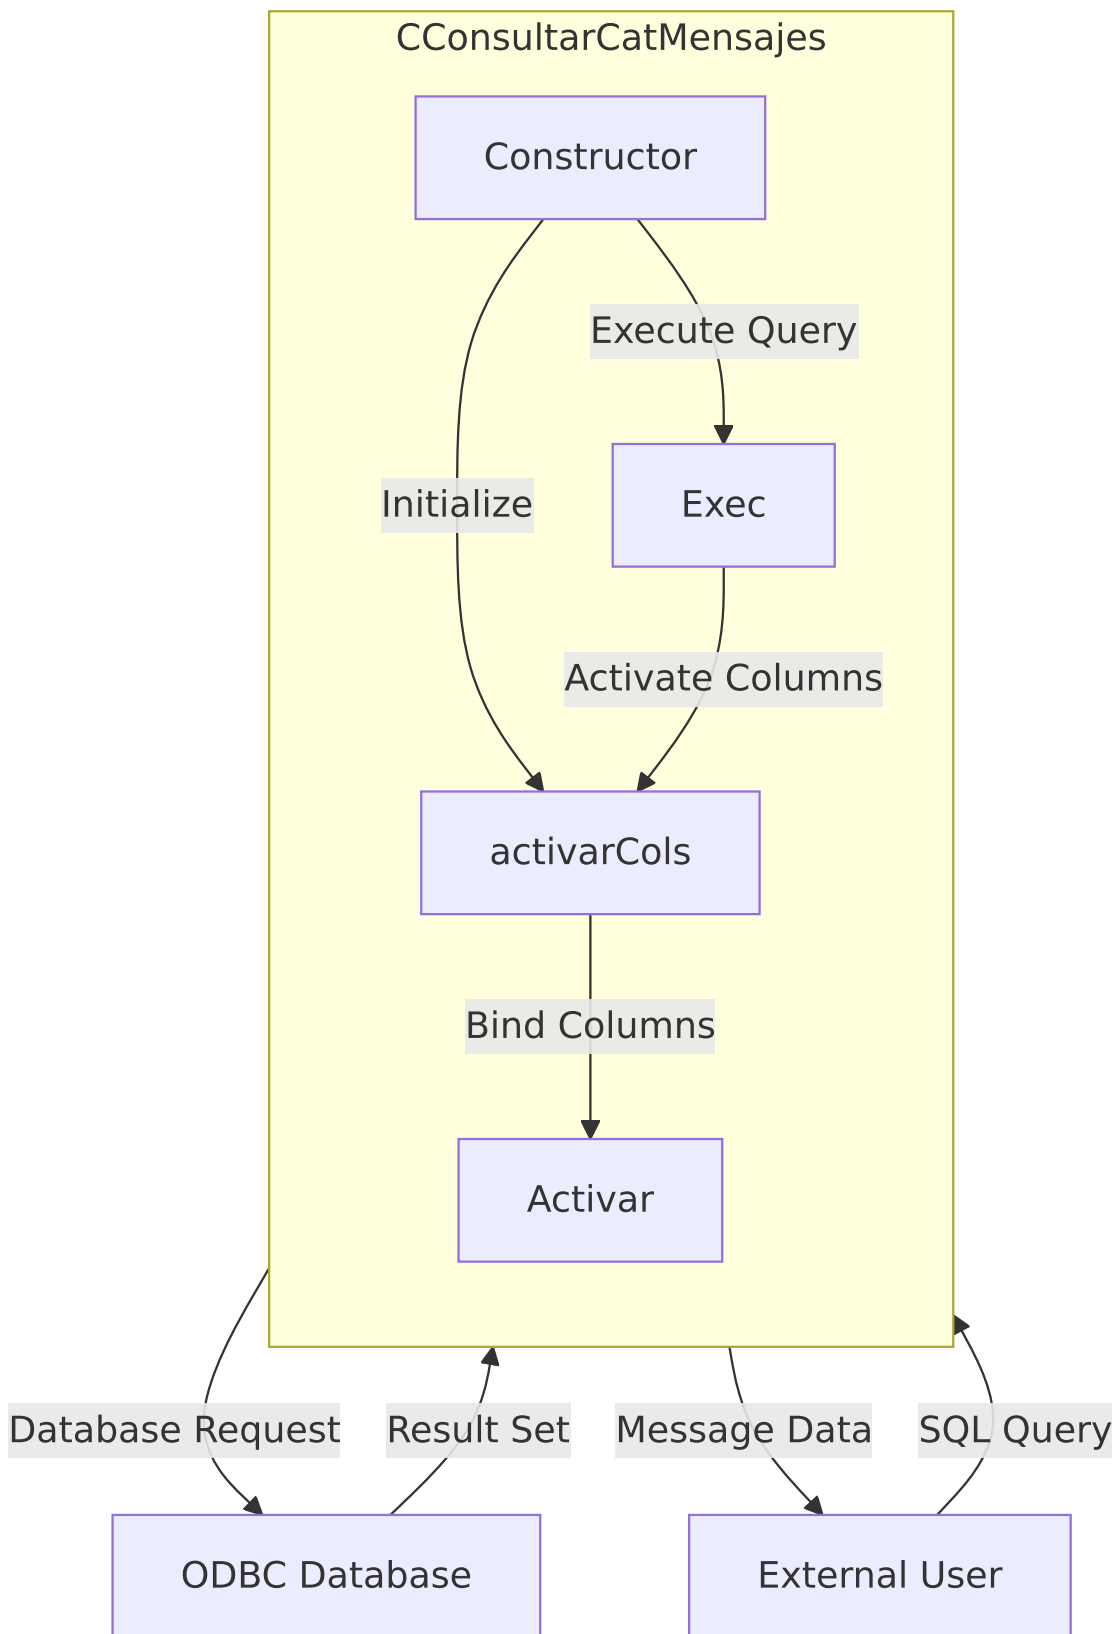 CConsultarCatMensajes
Constructor
Execute Query
Initialize
Exec
Activate Columns
activarCols
Bind Columns
Activar
Database Request
Result Set
Message Data
SQL Query
ODBC Database
External User